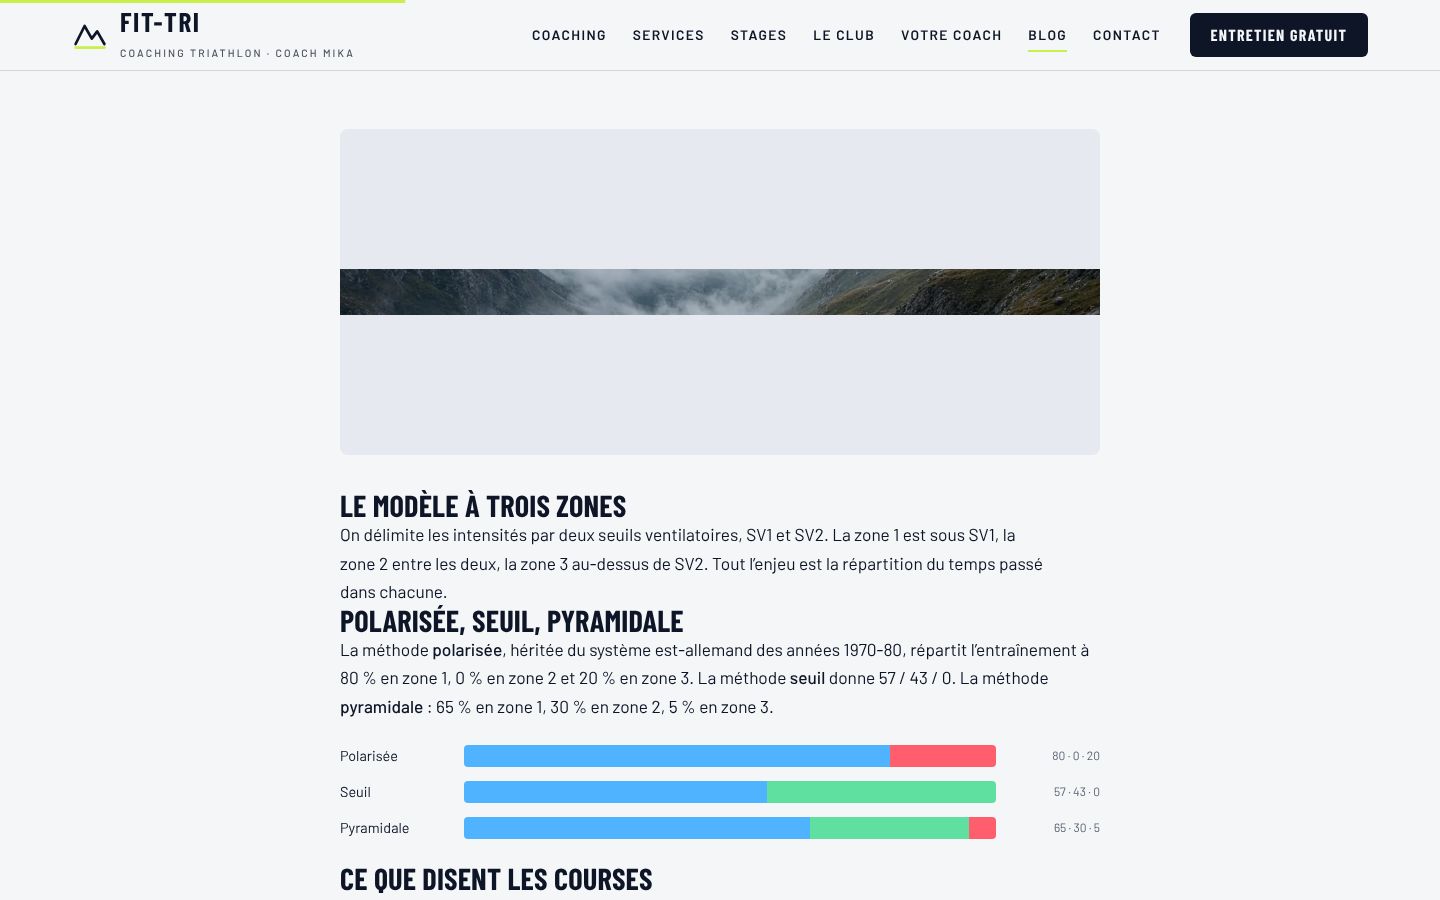 FIT-TRI
COACHING TRIATHLON · COACH MIKA
COACHING SERVICES STAGES LE CLUB VOTRE COACH BLOG CONTACT ENTRETIEN GRATUIT
LE MODÈLE À TROIS ZONES
On délimite les intensités par deux seuils ventilatoires, SV1 et SV2. La zone 1 est sous SV1, la
zone 2 entre les deux, la zone 3 au-dessus de SV2. Tout l’enjeu est la répartition du temps passé
dans chacune.
POLARISÉE, SEUIL, PYRAMIDALE
La méthode polarisée, héritée du système est-allemand des années 1970-80, répartit l’entraînement à
80 % en zone 1, 0 % en zone 2 et 20 % en zone 3. La méthode seuil donne 57 / 43 / 0. La méthode
pyramidale : 65 % en zone 1, 30 % en zone 2, 5 % en zone 3.
Polarisée 80 · 0 · 20
Seuil 57 · 43 · 0
Pyramidale 65 · 30 · 5
CE QUE DISENT LES COURSES